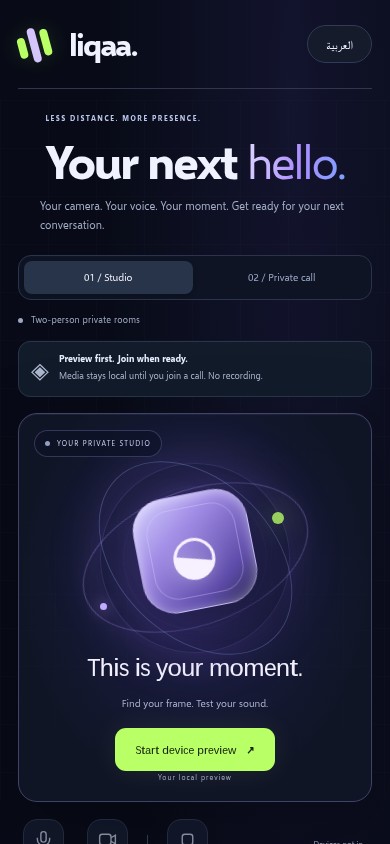 liqaa.
العربية
LESS DISTANCE. MORE PRESENCE.
Your next hello.
Your camera. Your voice. Your moment. Get ready for your next
conversation.
01 / Studio
02 / Private call
Two-person private rooms
Preview first. Join when ready.
Media stays local until you join a call. No recording.
YOUR PRIVATE STUDIO
This is your moment.
Find your frame. Test your sound.
Start device preview ↗
Your local preview